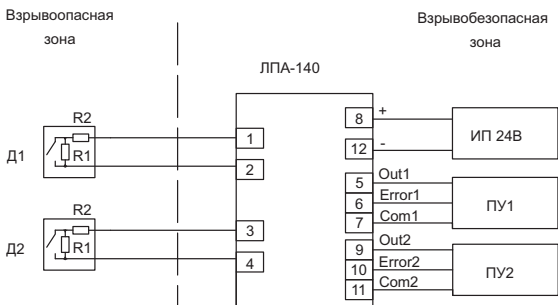 Взрывоопасная
зона
Взрывобезопасная
зона
ЛПА-140
Д1
R2
R1
1
2
Д2
R2
R1
3
4
8
+
12
-
ИП 24В
5
Out1
6
Error1
7
Com1
ПУ1
9
Out2
10
Error2
11
Com2
ПУ2